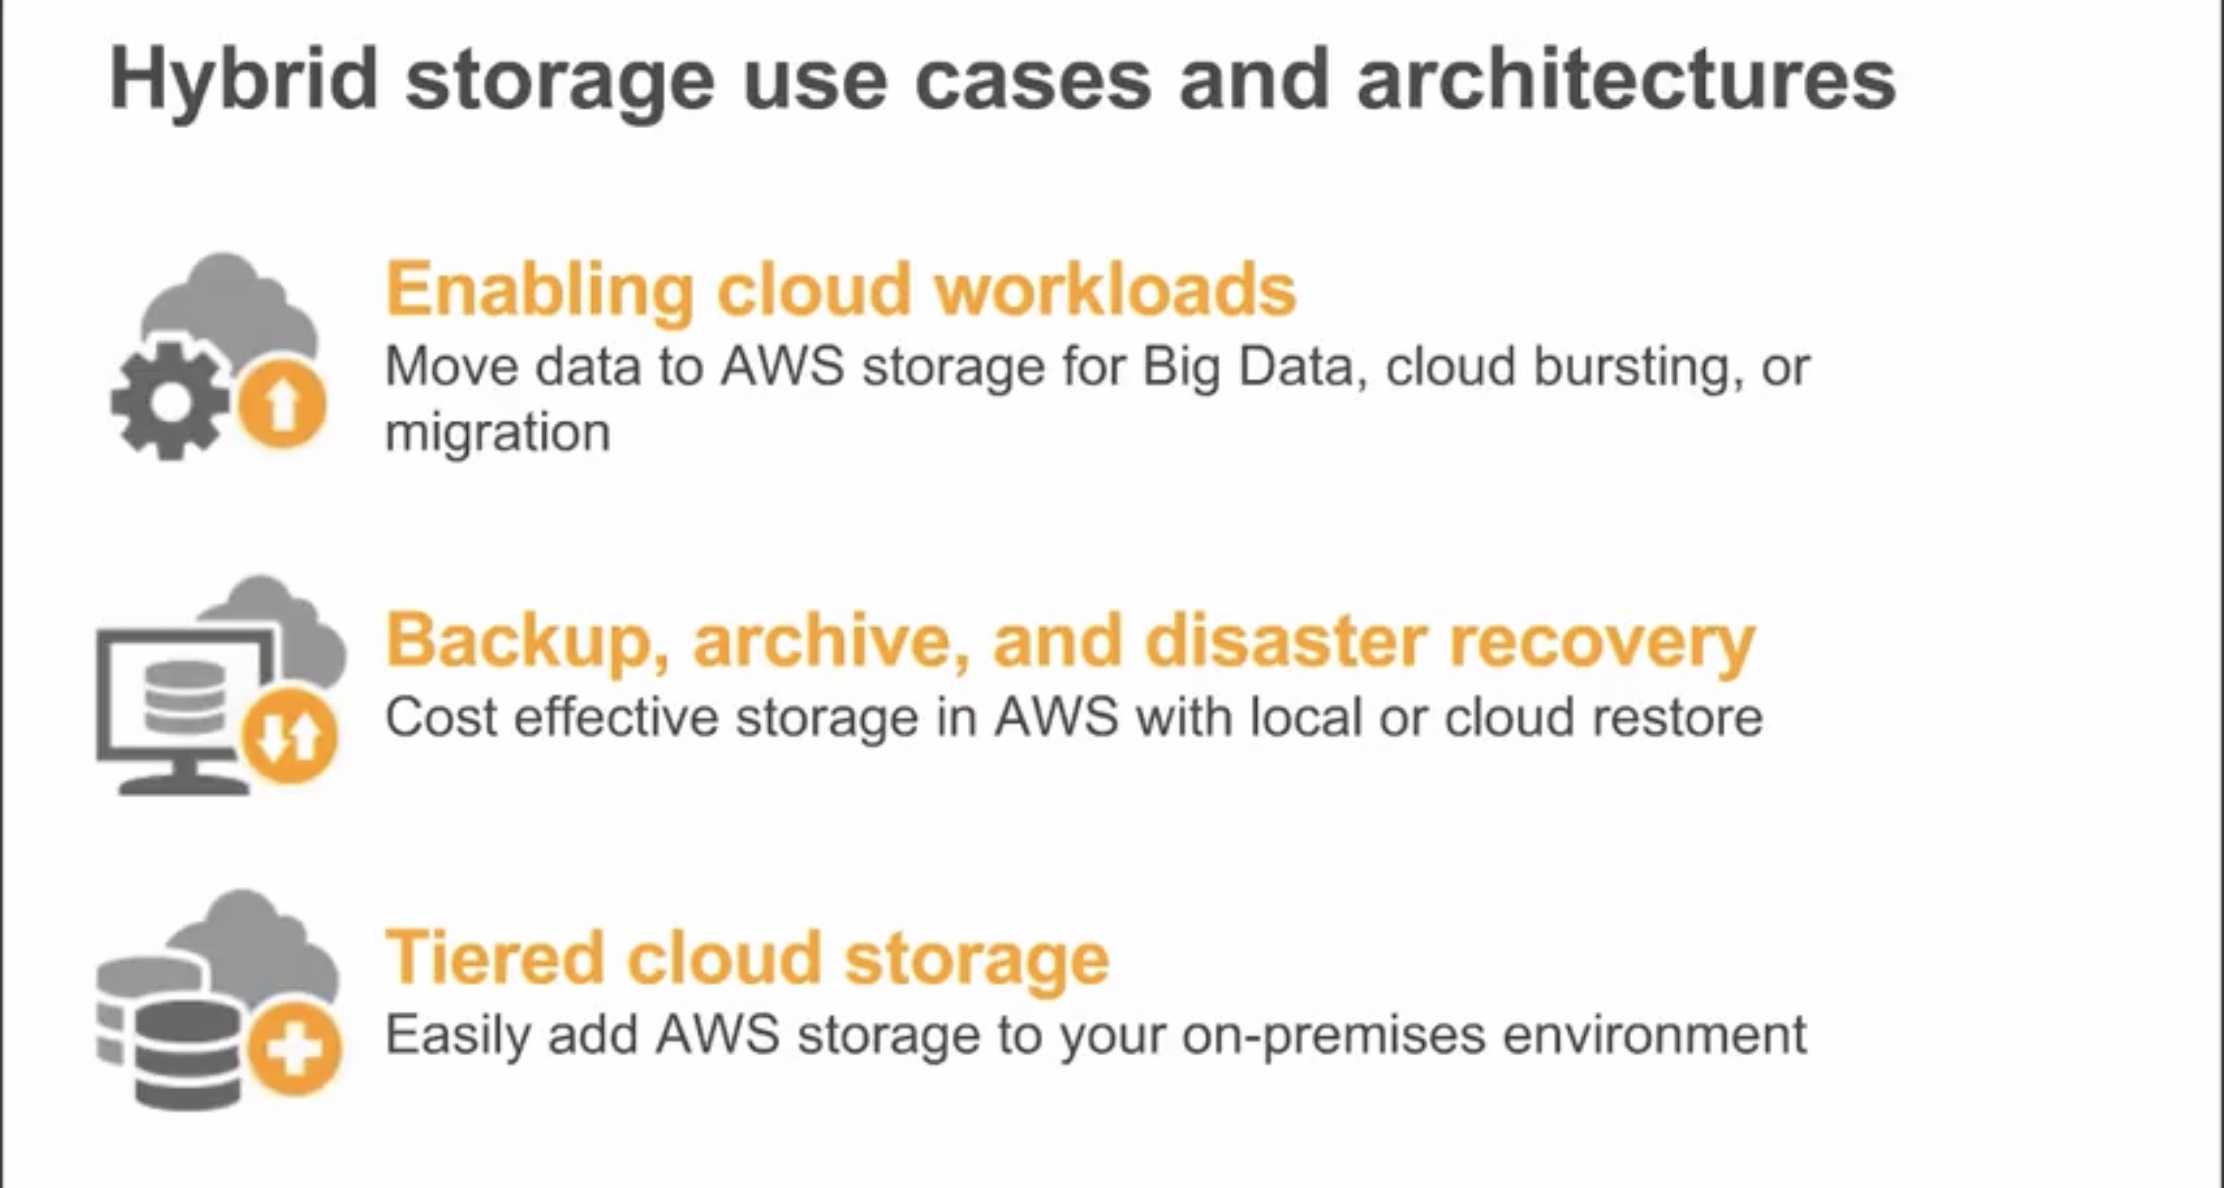 Hybrid storage use cases and architectures
Enabling cloud workloads
Move data to AWS storage for Big Data, cloud bursting, or
migration
Backup, archive, and disaster recovery
Cost effective storage in AWS with local or cloud restore
Tiered cloud storage
Easily add AWS storage to your on-premises environment